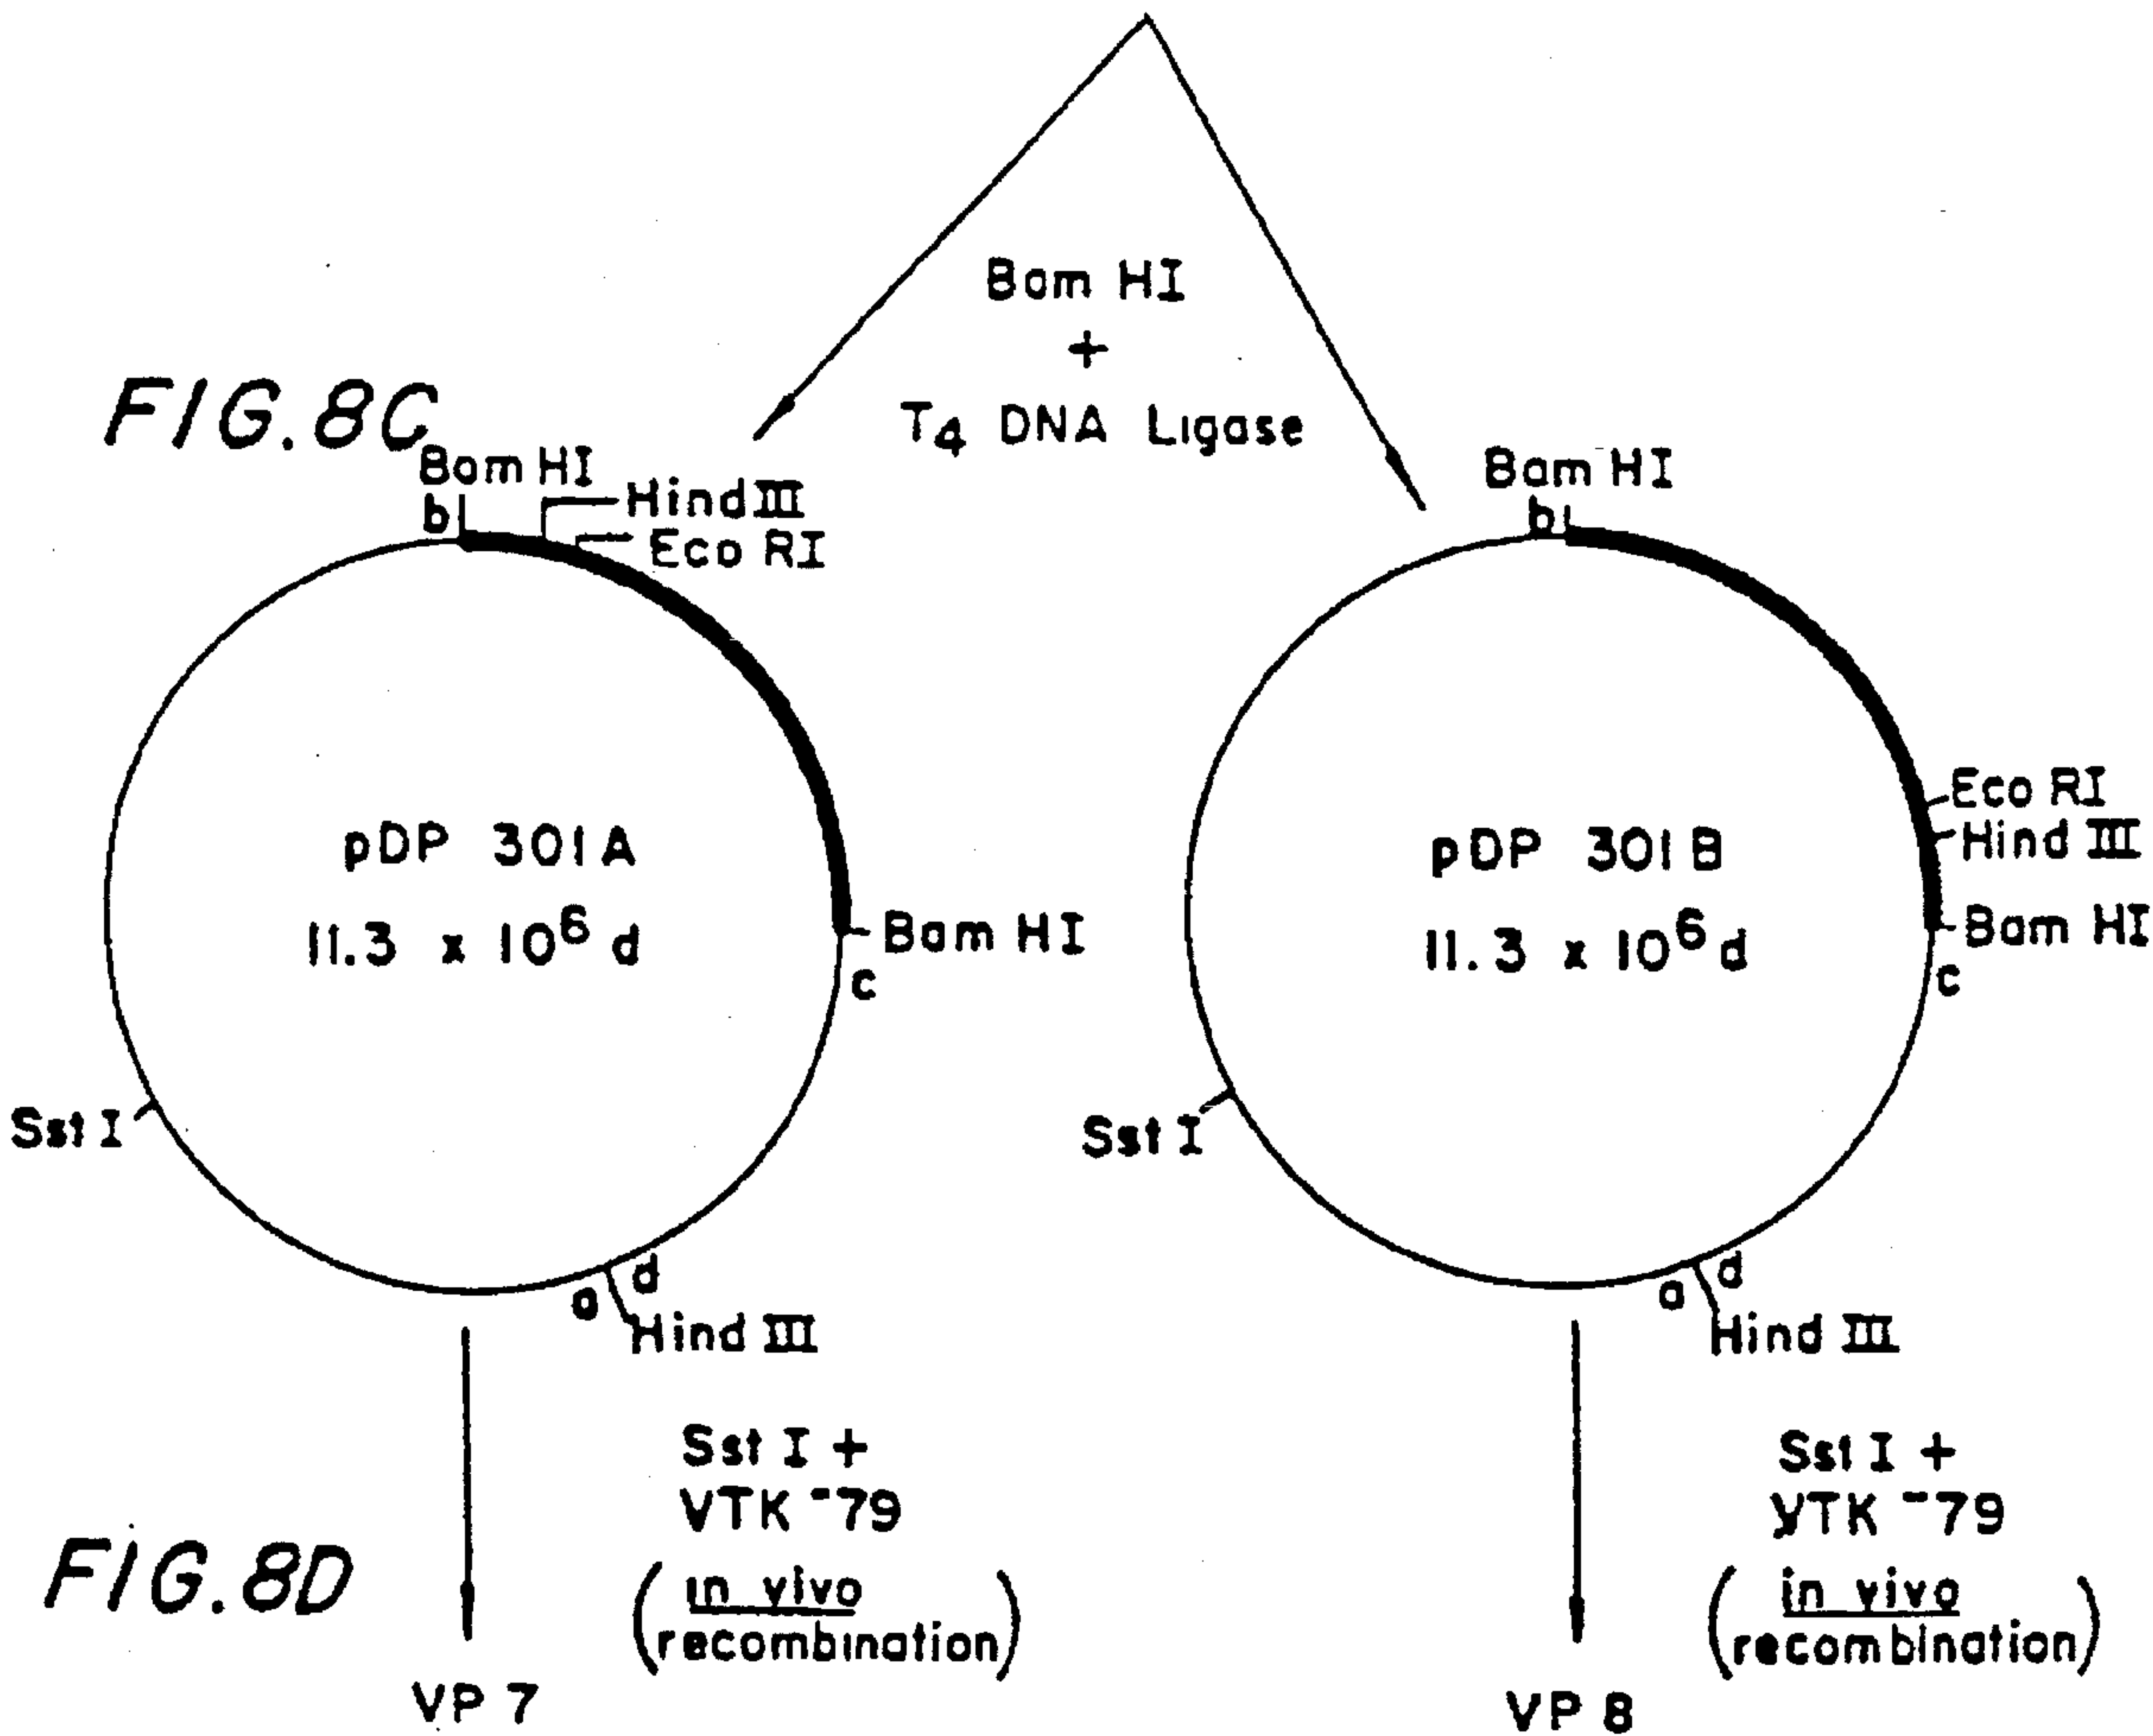 Bam HI
+
T4 DNA Ligase
FIG. 8C
Bam HI
b
Hind III
Eco RI
pDP 301A
11.3 x 10^6 d
Bam HI
c
Sst I
d
a
Hind III
Sst I +
VTK -79
(in vivo
recombination)
FIG. 8D
VP 7
Bam HI
b
Eco RI
Hind III
pDP 301B
11.3 x 10^6 d
Bam HI
c
Sst I
d
a
Hind III
Sst I +
VTK -79
(in vivo
recombination)
VP 8